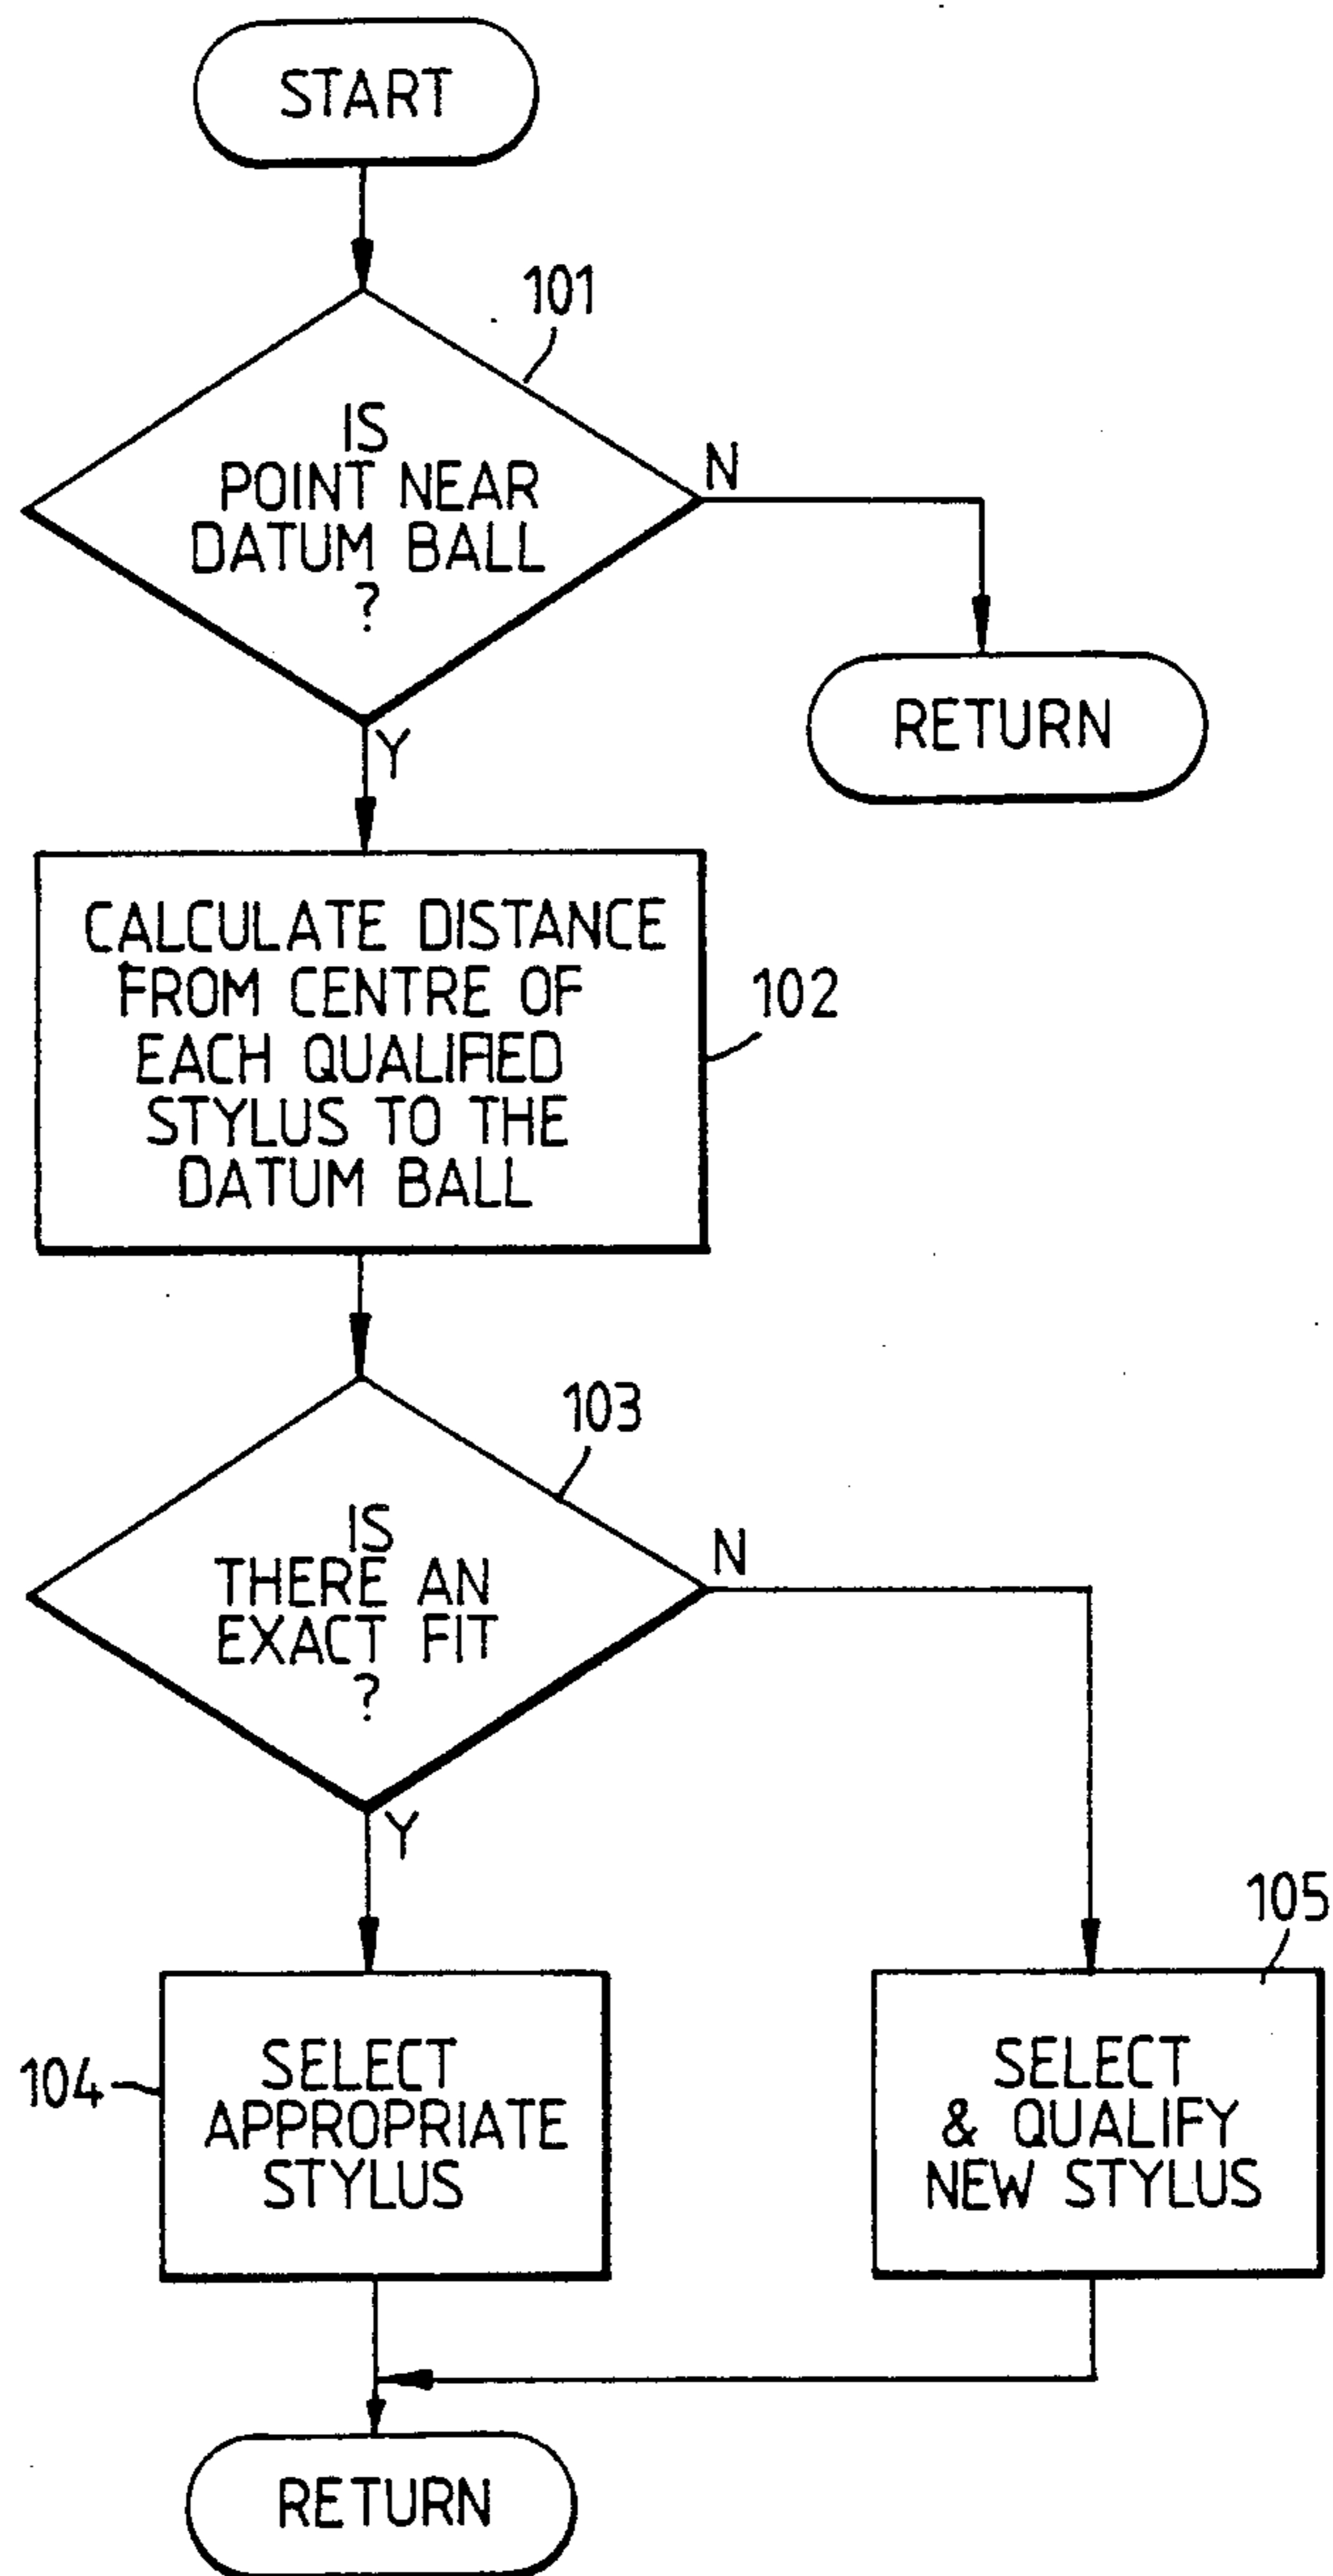 START
101
IS
POINT NEAR
DATUM BALL
?
N
RETURN
Y
CALCULATE DISTANCE
FROM CENTRE OF
EACH QUALIFIED
STYLUS TO THE
DATUM BALL
102
103
IS
THERE AN
EXACT FIT
?
N
Y
104
SELECT
APPROPRIATE
STYLUS
105
SELECT
& QUALIFY
NEW STYLUS
RETURN